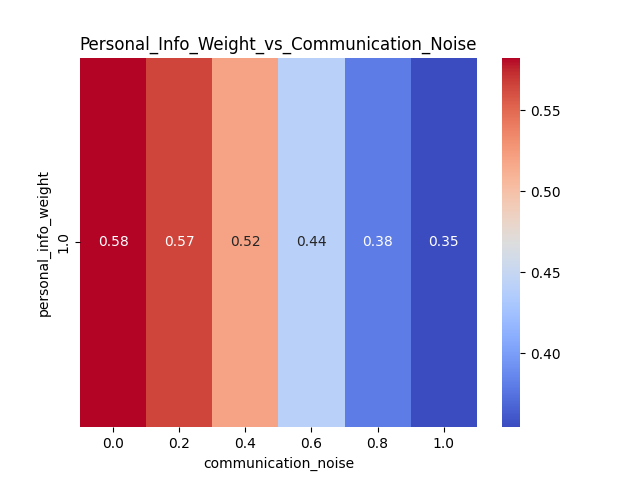 Personal_Info_Weight_vs_Communication_Noise
personal_info_weight
1.0
0.58 0.57 0.52 0.44 0.38 0.35
0.0 0.2 0.4 0.6 0.8 1.0
communication_noise
0.55
0.50
0.45
0.40